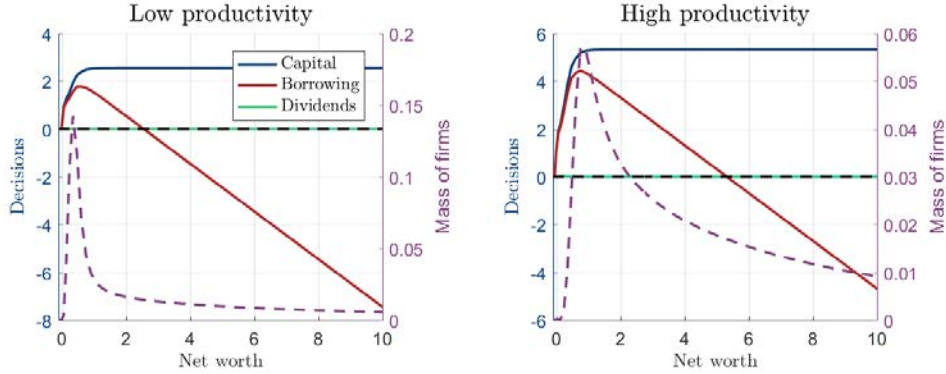 Low productivity
4
2
0
-2
-4
-6
-8
Decisions
0.2
0.15
0.1
0.05
0
Mass of firms
Capital
Borrowing
Dividends
0 2 4 6 8 10
Net worth
High productivity
6
4
2
0
-2
-4
-6
Decisions
0.06
0.05
0.04
0.03
0.02
0.01
0
Mass of firms
0 2 4 6 8 10
Net worth